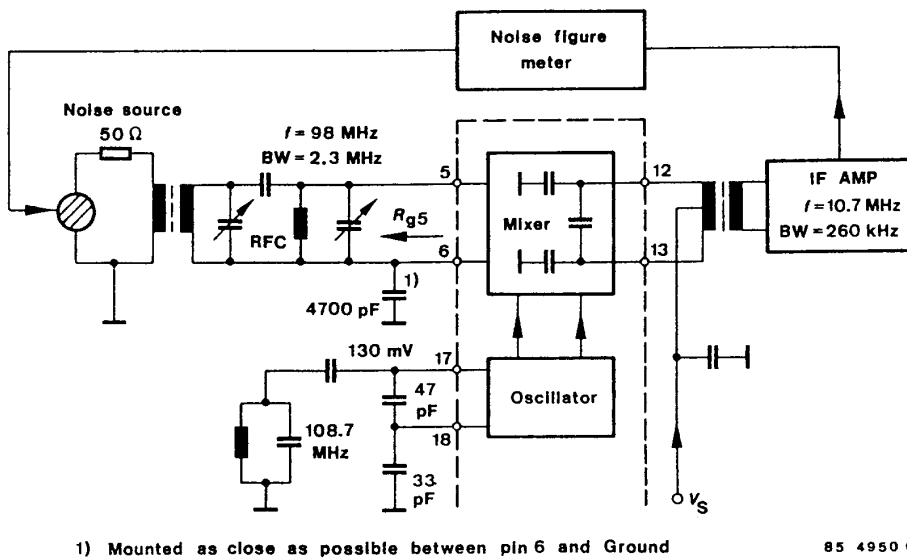 Noise figure
meter
Noise source
50 Ω
f = 98 MHz
BW = 2.3 MHz
5
12
IF AMP
f = 10.7 MHz
BW = 260 kHz
RFC
Rg5
Mixer
6
13
1)
4700 pF
130 mV
17
47
pF
Oscillator
108.7
MHz
18
33
pF
VS
1) Mounted as close as possible between pin 6 and Ground
85 4950